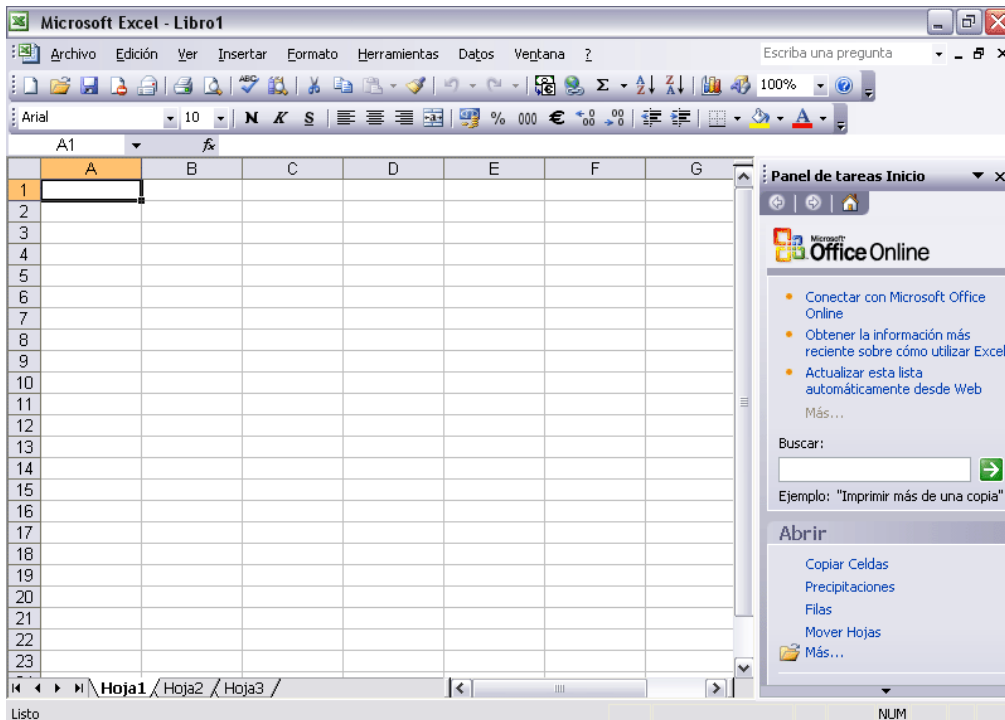 Microsoft Excel - Libro1
Archivo Edición Ver Insertar Formato Herramientas Datos Ventana ? Escriba una pregunta
100%
Arial 10 N K S % 000 €
A1 fx
A B C D E F G
1
2
3
4
5
6
7
8
9
10
11
12
13
14
15
16
17
18
19
20
21
22
23
Panel de tareas Inicio
Microsoft
Office Online
Conectar con Microsoft Office
Online
Obtener la información más
reciente sobre cómo utilizar Excel
Actualizar esta lista
automáticamente desde Web
Más...
Buscar:
Ejemplo: "Imprimir más de una copia"
Abrir
Copiar Celdas
Precipitaciones
Filas
Mover Hojas
Más...
Hoja1 Hoja2 Hoja3
Listo NUM